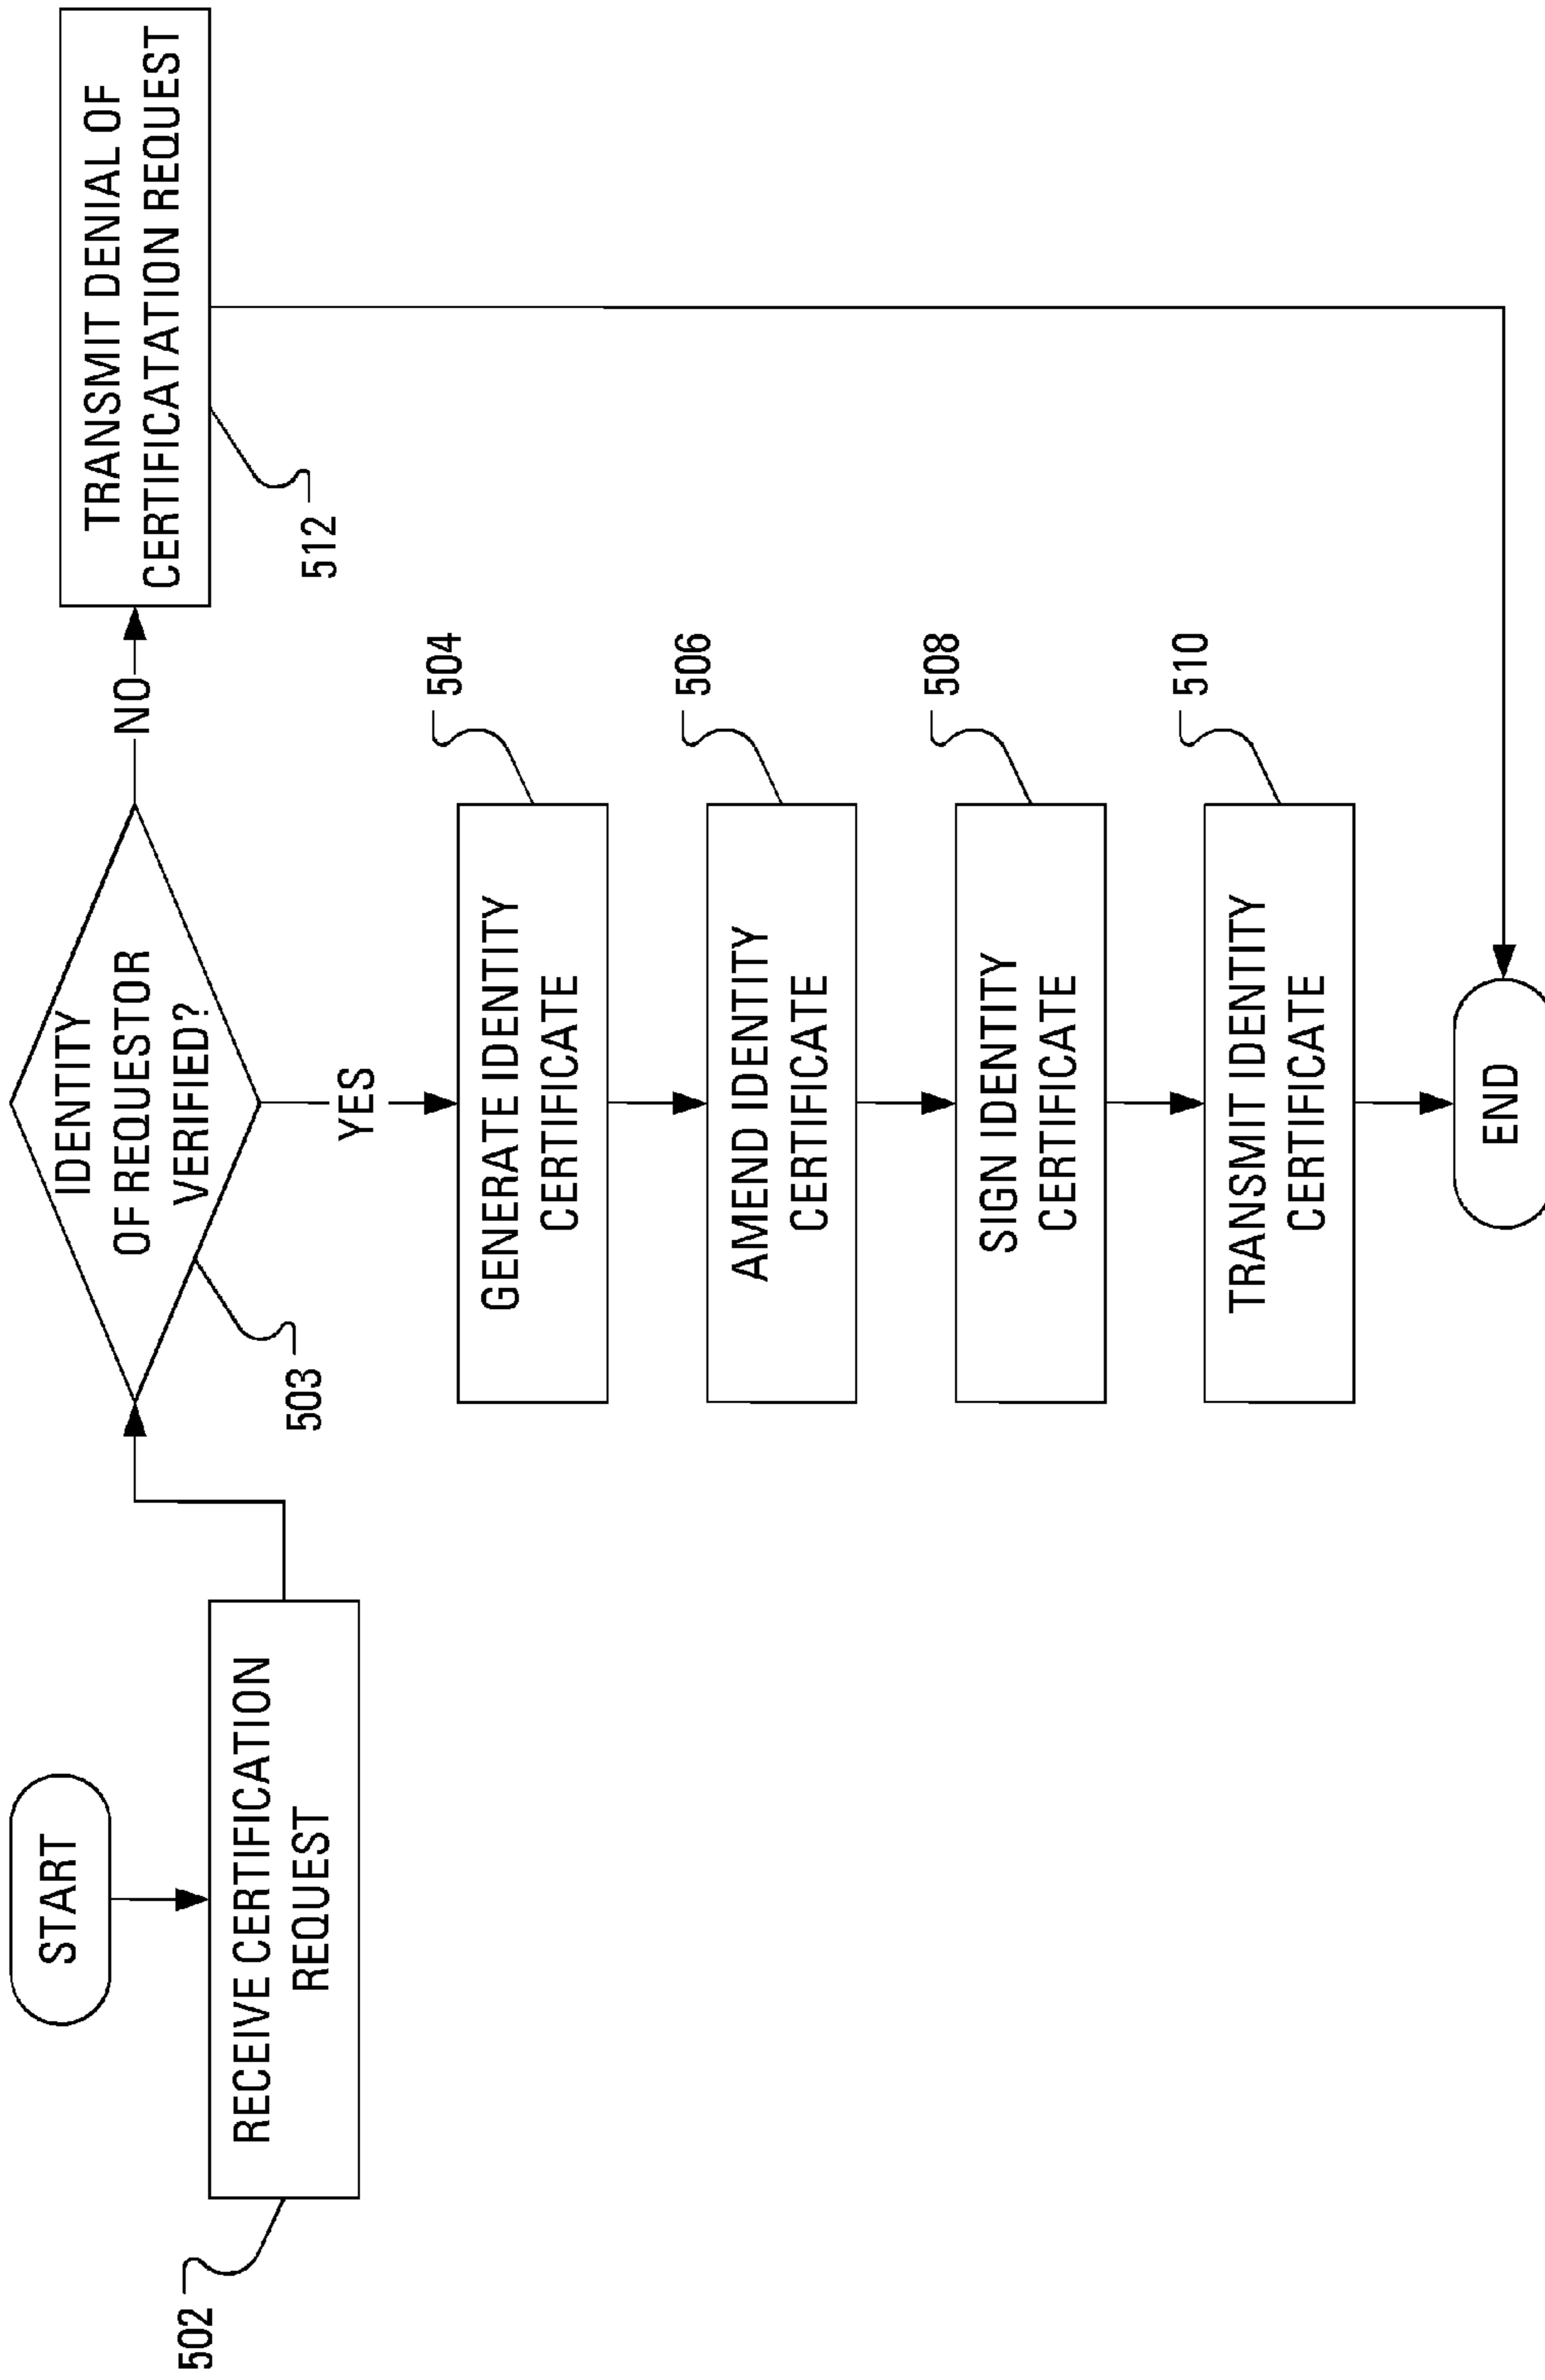 START
RECEIVE CERTIFICATION
REQUEST
502
IDENTITY
OF REQUESTOR
VERIFIED?
503
NO
TRANSMIT DENIAL OF
CERTIFICATATION REQUEST
512
YES
GENERATE IDENTITY
CERTIFICATE
504
AMEND IDENTITY
CERTIFICATE
506
SIGN IDENTITY
CERTIFICATE
508
TRANSMIT IDENTITY
CERTIFICATE
510
END